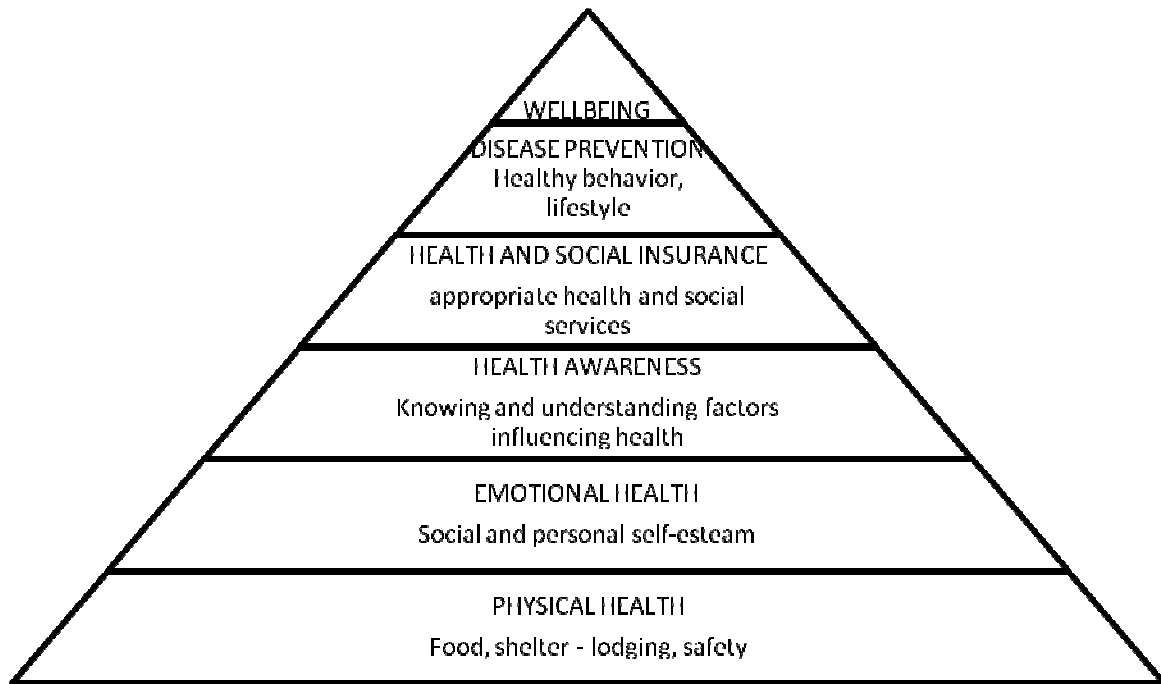 WELLBEING
DISEASE PREVENTION
Healthy behavior,
lifestyle
HEALTH AND SOCIAL INSURANCE
appropriate health and social
services
HEALTH AWARENESS
Knowing and understanding factors
influencing health
EMOTIONAL HEALTH
Social and personal self-esteam
PHYSICAL HEALTH
Food, shelter - lodging, safety